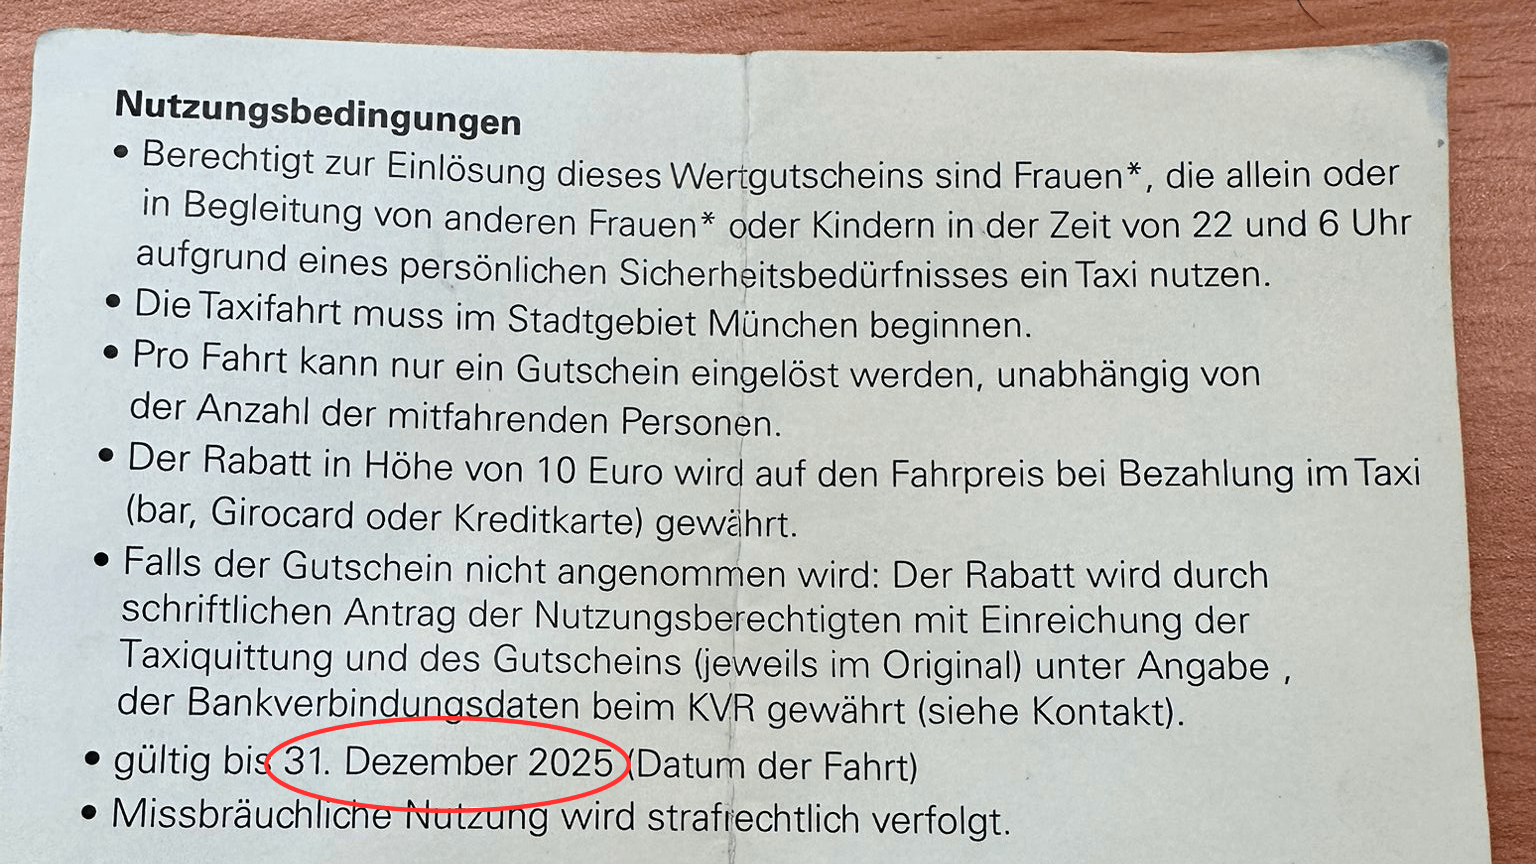 Nutzungsbedingungen
• Berechtigt zur Einlösung dieses Wertgutscheins sind Frauen*, die allein oder
in Begleitung von anderen Frauen* oder Kindern in der Zeit von 22 und 6 Uhr
aufgrund eines persönlichen Sicherheitsbedürfnisses ein Taxi nutzen.
• Die Taxifahrt muss im Stadtgebiet München beginnen.
• Pro Fahrt kann nur ein Gutschein eingelöst werden, unabhängig von
der Anzahl der mitfahrenden Personen.
• Der Rabatt in Höhe von 10 Euro wird auf den Fahrpreis bei Bezahlung im Taxi
(bar, Girocard oder Kreditkarte) gewährt.
• Falls der Gutschein nicht angenommen wird: Der Rabatt wird durch
schriftlichen Antrag der Nutzungsberechtigten mit Einreichung der
Taxiquittung und des Gutscheins (jeweils im Original) unter Angabe ,
der Bankverbindungsdaten beim KVR gewährt (siehe Kontakt).
• gültig bis 31. Dezember 2025 (Datum der Fahrt)
• Missbräuchliche Nutzung wird strafrechtlich verfolgt.